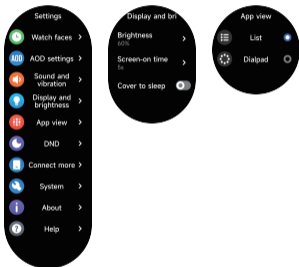 Settings
Watch faces
AOD AOD settings
Sound and
vibration
Display and
brightness
App view
DND
Connect more
System
About
Help
Display and bri
Brightness
60%
Screen-on time
5s
Cover to sleep
App view
List
Dialpad